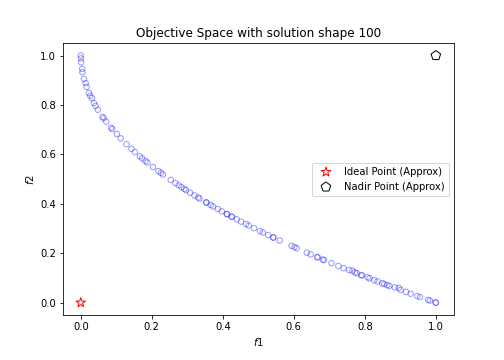 Objective Space with solution shape 100
1.0
0.8
0.6
0.4
0.2
0.0
f2
Ideal Point (Approx)
Nadir Point (Approx)
0.0 0.2 0.4 0.6 0.8 1.0
f1